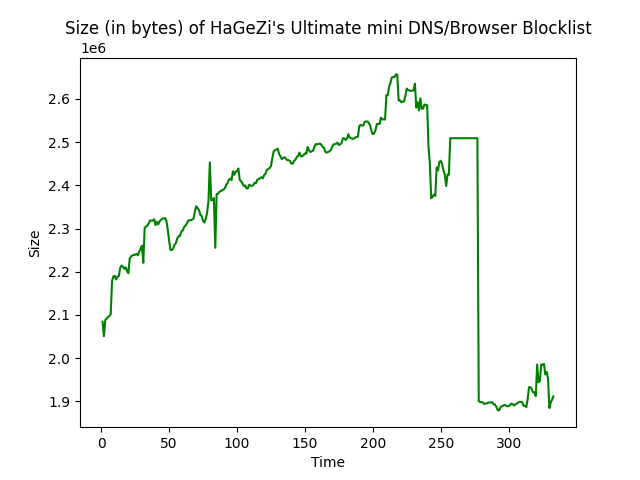 Size (in bytes) of HaGeZi's Ultimate mini DNS/Browser Blocklist
1e6
2.6
2.5
2.4
2.3
2.2
2.1
2.0
1.9
Size
0 50 100 150 200 250 300
Time